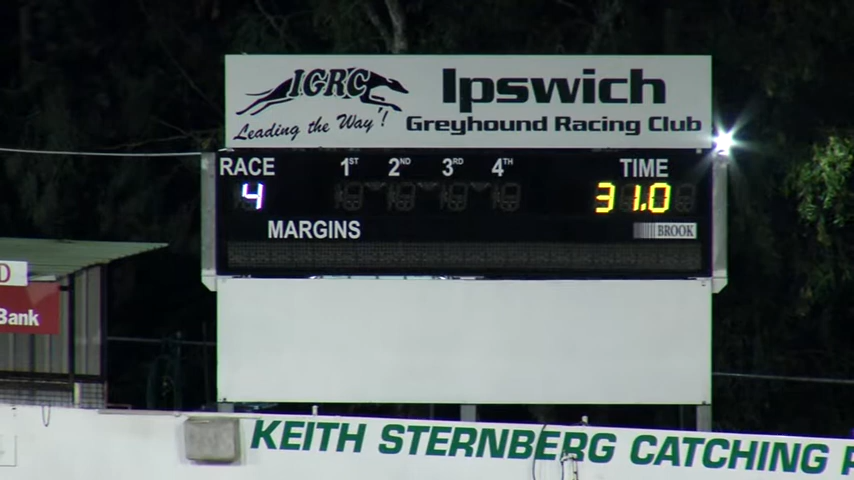 IGRC
Leading the Way!
Ipswich
Greyhound Racing Club
RACE 1ST 2ND 3RD 4TH TIME
4 31.0
MARGINS BROOK
D
Bank
KEITH STERNBERG CATCHING